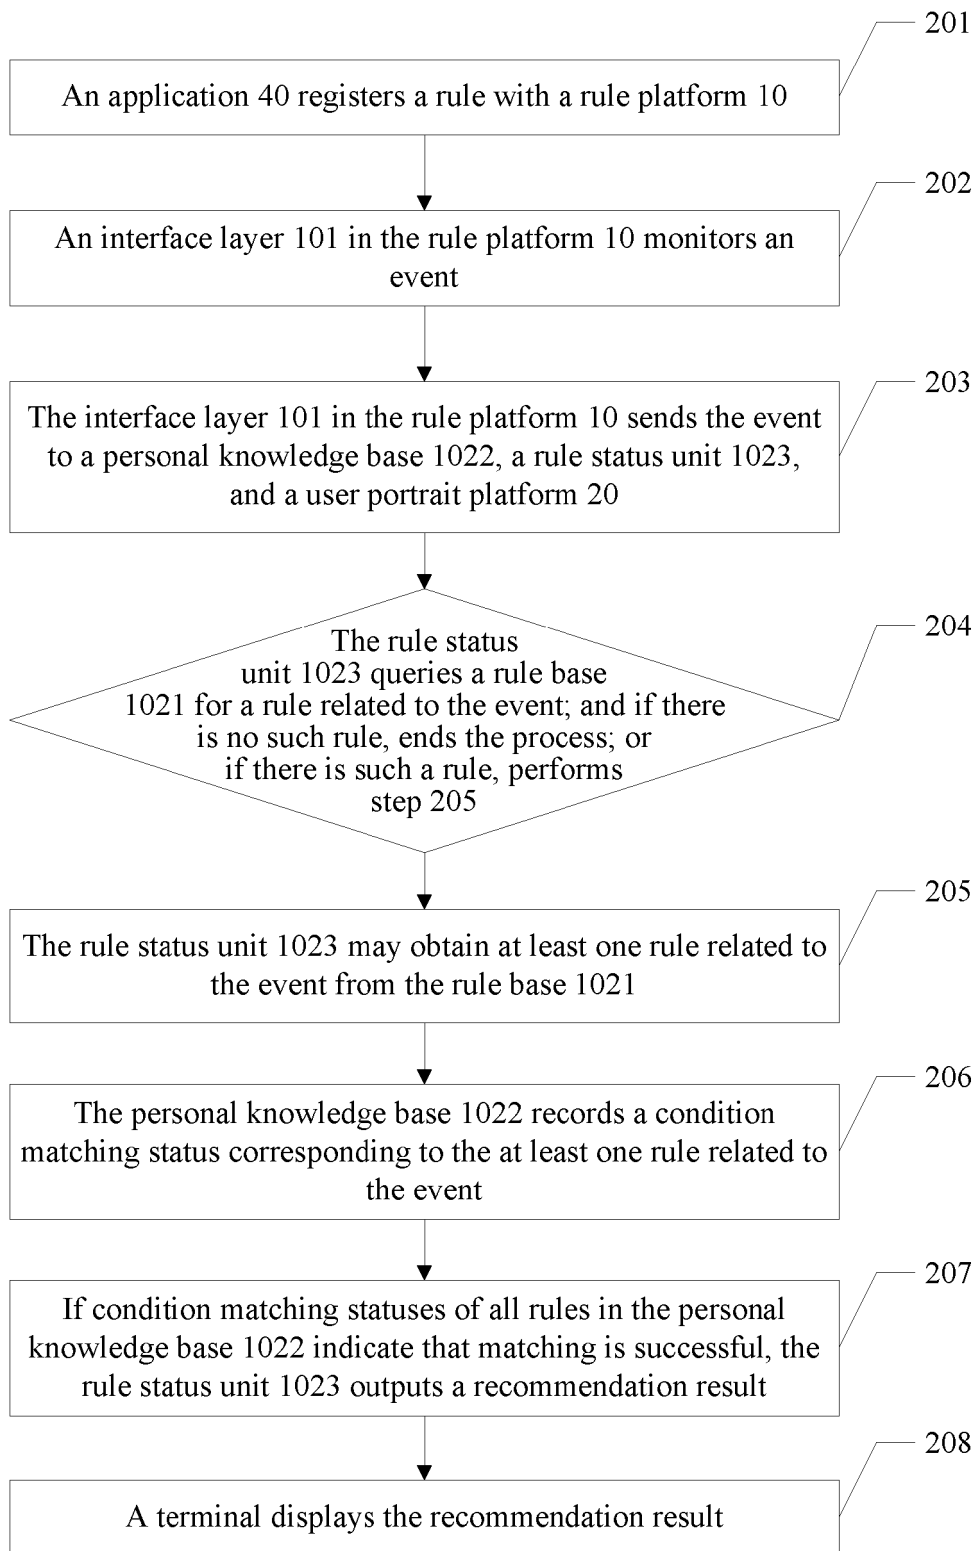 201
An application 40 registers a rule with a rule platform 10
202
An interface layer 101 in the rule platform 10 monitors an
event
203
The interface layer 101 in the rule platform 10 sends the event
to a personal knowledge base 1022, a rule status unit 1023,
and a user portrait platform 20
204
The rule status
unit 1023 queries a rule base
1021 for a rule related to the event; and if there
is no such rule, ends the process; or
if there is such a rule, performs
step 205
205
The rule status unit 1023 may obtain at least one rule related to
the event from the rule base 1021
206
The personal knowledge base 1022 records a condition
matching status corresponding to the at least one rule related to
the event
207
If condition matching statuses of all rules in the personal
knowledge base 1022 indicate that matching is successful, the
rule status unit 1023 outputs a recommendation result
208
A terminal displays the recommendation result